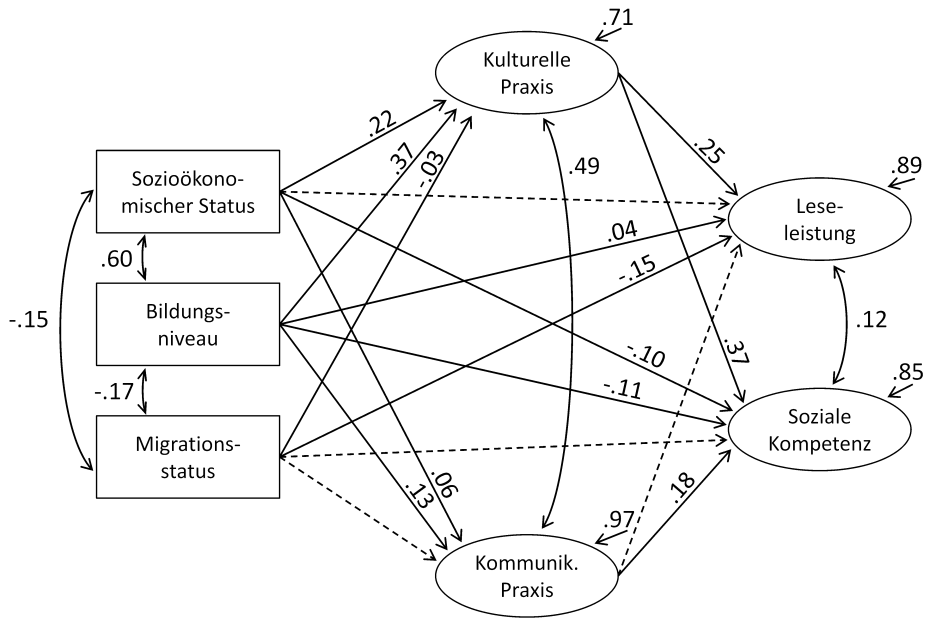 .71
Kulturelle
Praxis
.22
.37
-.03
.25
.49
.89
Sozioökono-
mischer Status
Lese-
leistung
.60
.04
-.15
-.15
Bildungs-
niveau
.12
-.10
.37
-.11
.85
-.17
Soziale
Kompetenz
Migrations-
status
.13
.06
.18
.97
Kommunik.
Praxis